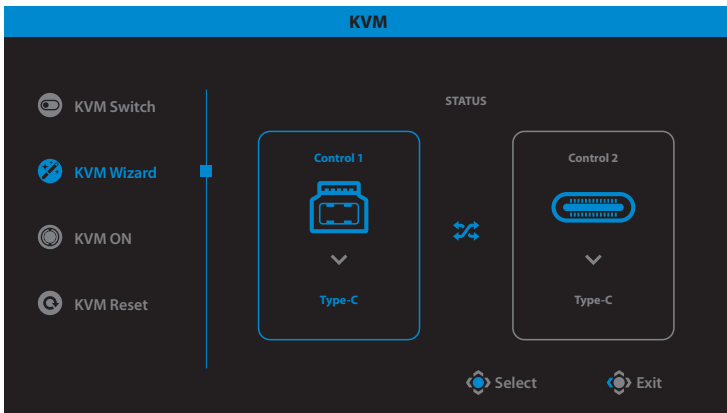 KVM
STATUS
KVM Switch
KVM Wizard
KVM ON
KVM Reset
Control 1
Type-C
Control 2
Type-C
Select
Exit